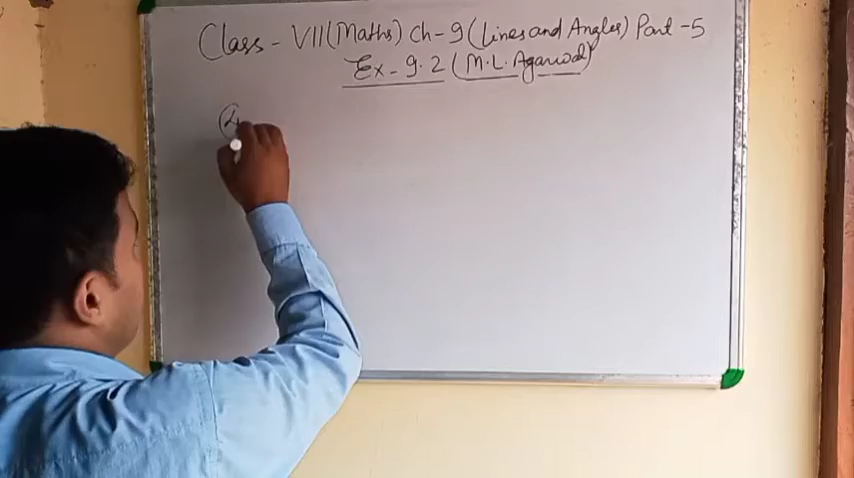 Class - VII (Maths) Ch-9 (Lines and Angles) Part -5
Ex- 9.2 (M.L. Agarwal)